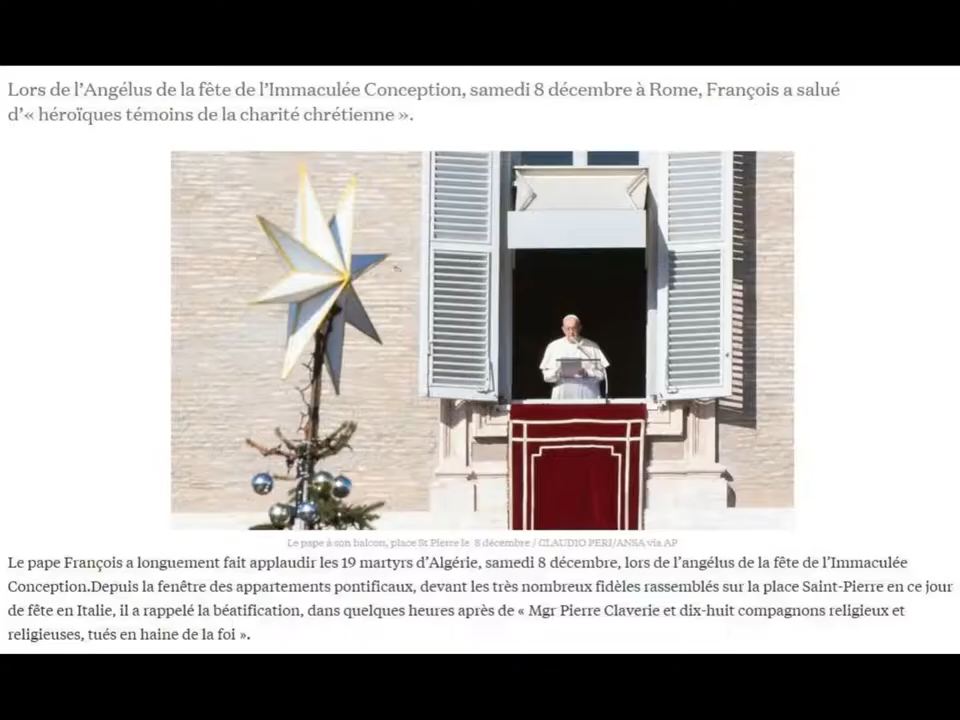 Lors de l'Angélus de la fête de l'Immaculée Conception, samedi 8 décembre à Rome, François a salué
d'« héroïques témoins de la charité chrétienne ».
Le pape à son balcon, place St Pierre le 8 décembre / CLAUDIO PERI/ANSA via AP
Le pape François a longuement fait applaudir les 19 martyrs d'Algérie, samedi 8 décembre, lors de l'angélus de la fête de l'Immaculée
Conception.Depuis la fenêtre des appartements pontificaux, devant les très nombreux fidèles rassemblés sur la place Saint-Pierre en ce jour
de fête en Italie, il a rappelé la béatification, dans quelques heures après de « Mgr Pierre Claverie et dix-huit compagnons religieux et
religieuses, tués en haine de la foi ».